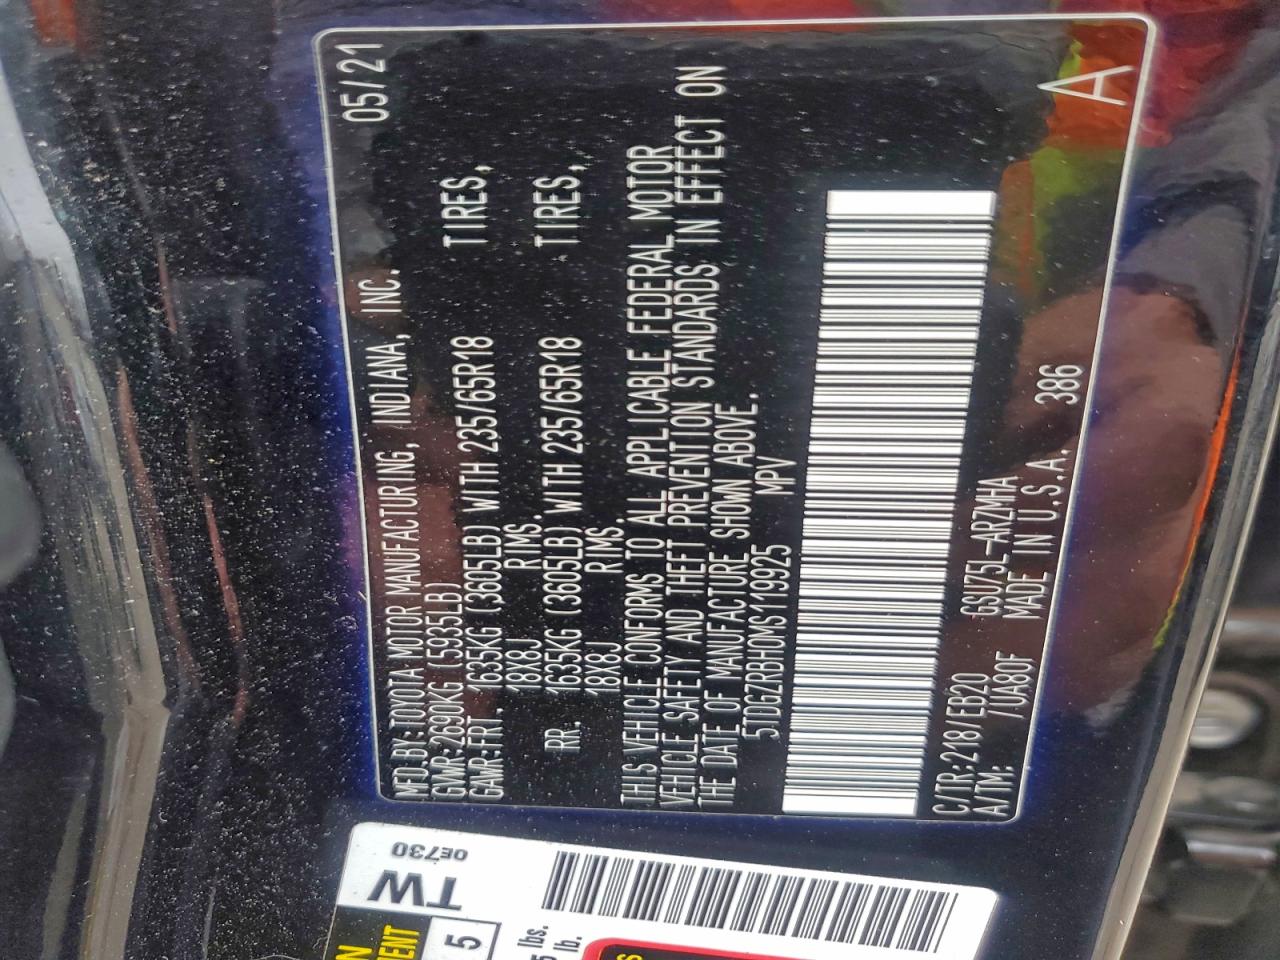 MFD.BY:TOYOTA MOTOR MANUFACTURING, INDIANA, INC. 05/21
GVWR:2690KG (5935LB)
GAWR:FRT. 1635KG (3605LB) WITH 235/65R18 TIRES,
18X8J RIMS.
RR. 1635KG (3605LB) WITH 235/65R18 TIRES,
18X8J RIMS.
THIS VEHICLE CONFORMS TO ALL APPLICABLE FEDERAL MOTOR
VEHICLE SAFETY AND THEFT PREVENTION STANDARDS IN EFFECT ON
THE DATE OF MANUFACTURE SHOWN ABOVE.
5TDGZRBH0MS119925 MPV
C/TR:218/EB20 GSU75L-ARZMHA
A/TM: /UA80F MADE IN U.S.A. 386
A
TW
0E730
5
lbs.
lb.